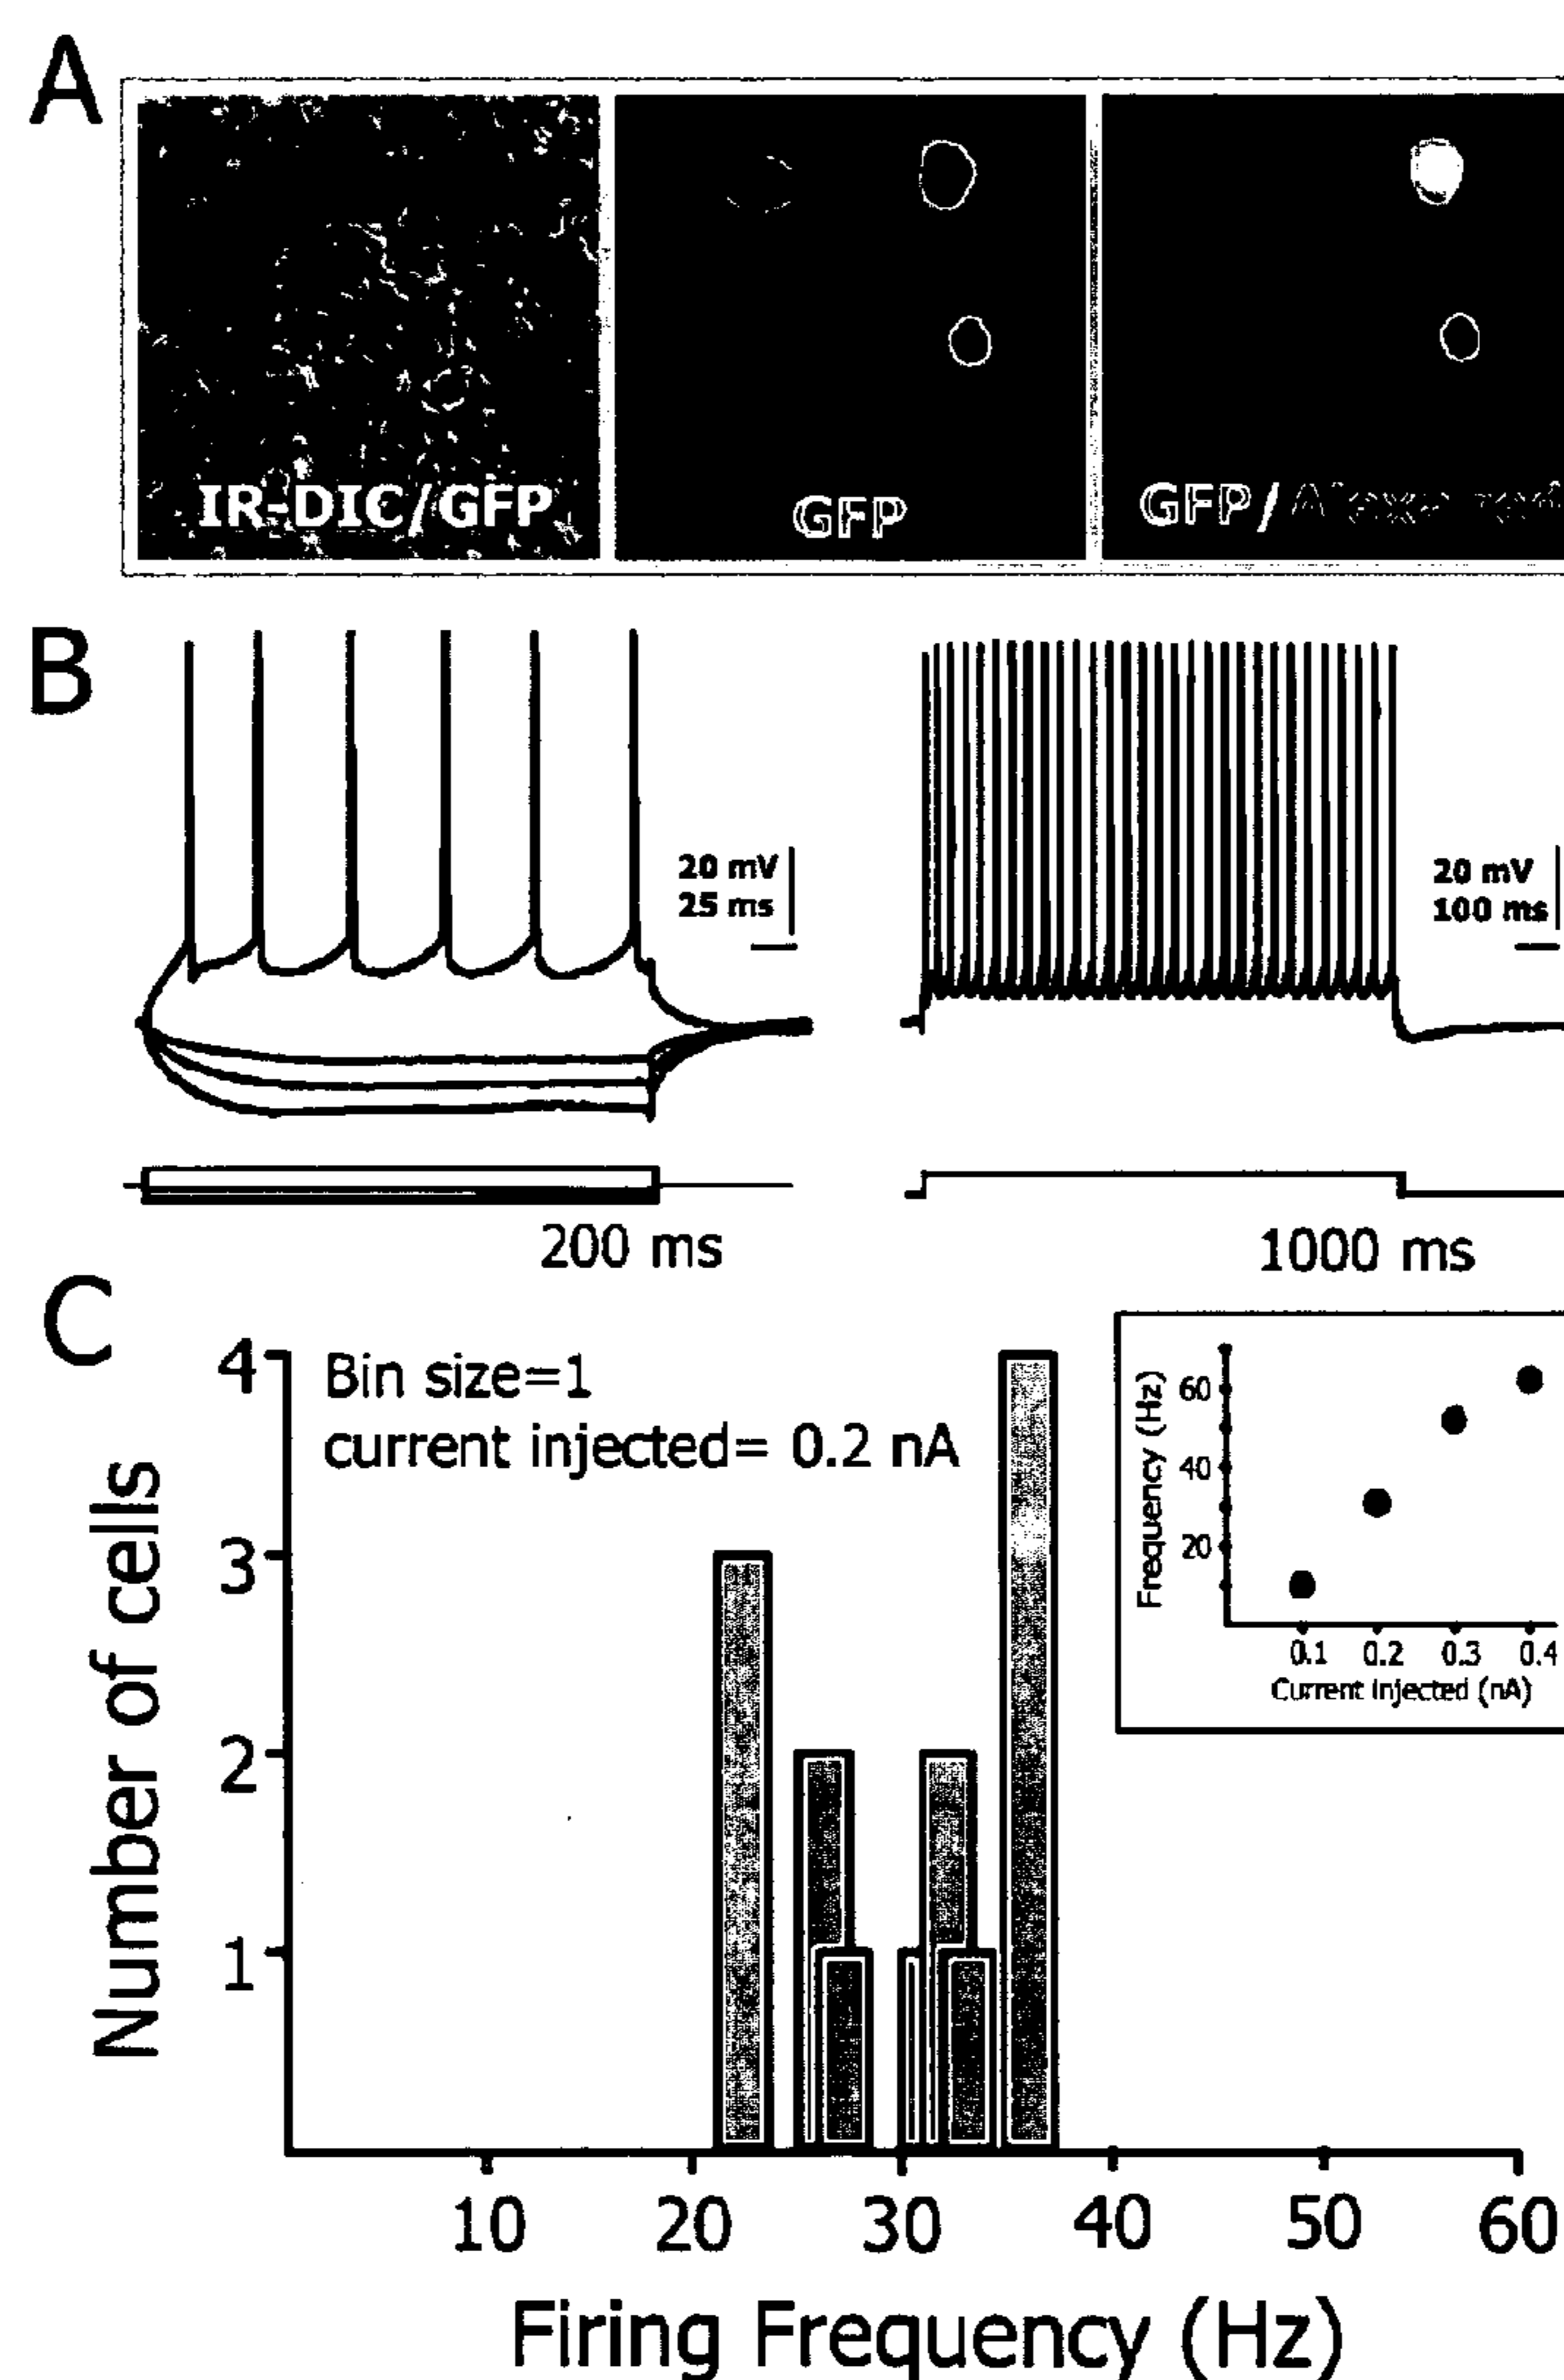 A
IR-DIC/GFP
GFP
GFP/Alexa red
B
20 mV
25 ms
20 mV
100 ms
200 ms
1000 ms
C
Bin size=1
current injected= 0.2 nA
Number of cells
4
3
2
1
10 20 30 40 50 60
Firing Frequency (Hz)
Frequency (Hz)
60
40
20
0.1 0.2 0.3 0.4
Current injected (nA)